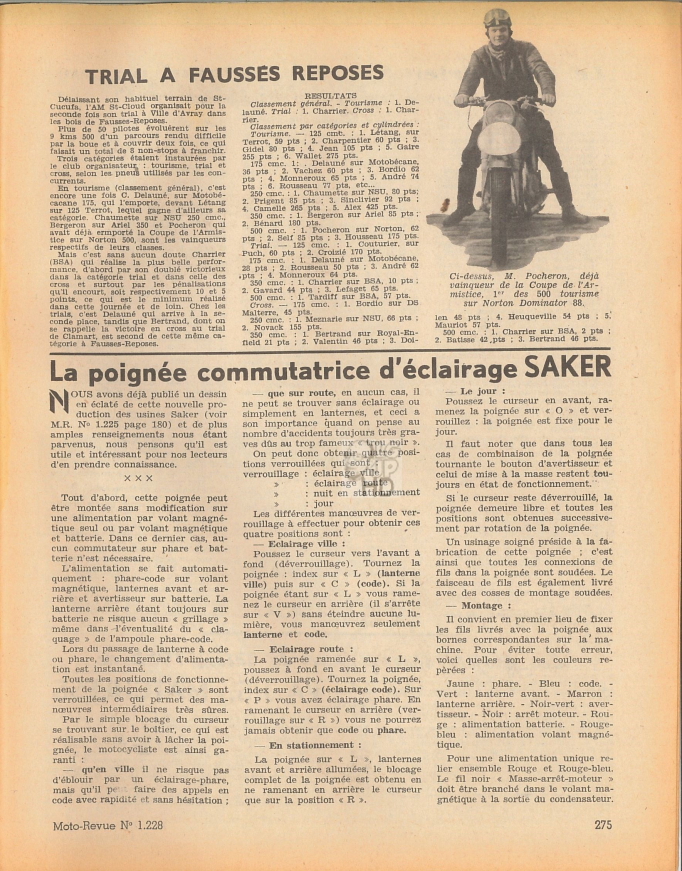 TRIAL A FAUSSES REPOSES
Délaissant son habituel terrain de St-
Cucufa, l'AM St-Cloud organisait pour la
seconde fois son trial à Ville d'Avray dans
les bois de Fausses-Reposes.
Plus de 50 pilotes évoluèrent sur les
9 kms 500 d'un parcours rendu difficile
par la boue et à couvrir deux fois, ce qui
faisait un total de 8 non-stops à franchir.
Trois catégories étaient instaurées par
le club organisateur : tourisme, trial et
cross, selon les pneus utilisés par les con-
currents.
En tourisme (classement général), c'est
encore une fois C. Delauné, sur Motobé-
cacane 175, qui l'emporte, devant Létang
sur 125 Terrot, lequel gagne d'ailleurs sa
catégorie. Chaumette sur NSU 250 cmc.,
Bergeron sur Ariel 350 et Pocheron qui
avait déjà ermporté la Coupe de l'Armis-
tice sur Norton 500, sont les vainqueurs
respectifs de leurs classes.
Mais c'est sans aucun doute Charrier
(BSA) qui réalise la plus belle perfor-
mance, d'abord par son doublé victorieux
dans la catégorie trial et dans celle des
cross et surtout par les pénalisations
qu'il encourt, soit respectivement 10 et 5
points, ce qui est le minimum réalisé
dans cette journée et de loin. Chez les
trials, c'est Delauné qui arrive à la se-
conde place, tandis que Bertrand, dont on
se rappelle la victoire en cross au trial
de Clamart, est second de cette même ca-
tégorie à Fausses-Reposes.
RESULTATS
Classement général. - Tourisme : 1. De-
launé. Trial : 1. Charrier. Cross : 1. Char-
rier.
Classement par catégories et cylindrées :
Tourisme. — 125 cmt. : 1. Létang, sur
Terrot, 59 pts ; 2. Charpentier 60 pts ; 3.
Gidel 80 pts ; 4. Jean 105 pts ; 5. Gaire
255 pts ; 6. Wallet 275 pts.
175 cmc. 1: . Delauné sur Motobécane,
36 pts ; 2. Vachez 60 pts ; 3. Bordio 62
pts ; 4. Monneroux 65 pts ; 5. André 74
pts ; 6. Rousseau 77 pts, etc...
250 cmc. : 1. Chaumette sur NSU, 80 pts;
2. Prigent 85 pts ; 3. Sinclivier 92 pts ;
4. Camelle 265 pts ; 5. Alex 425 pts.
350 cmc. : 1. Bergeron sur Ariel 85 pts ;
2. Bénard 180 pts.
500 cmc. : 1. Pocheron sur Norton, 62
pts ; 2. Seif 85 pts ; 3. Housseau 175 pts.
Trial. — 125 cmc. : 1. Couturier, sur
Puch, 60 pts ; 2. Croizié 170 pts.
175 cmc. : 1. Delauné sur Motobécane,
28 pts ; 2. Rousseau 50 pts ; 3. André 62
pts ; 4. Monneroux 64 pts.
350 cmc. : 1. Charrier sur BSA, 10 pts ;
2. Gavard 44 pts ; 3. Lefaget 65 pts.
500 cmc. : 1. Tardiff sur BSA, 57 pts.
Cross. — 175 cmc. : 1. Bordio sur DS
Malterre, 45 pts.
250 cmc. : 1. Memarie sur NSU, 66 pts ;
2. Novack 155 pts.
250 cmc. : 1 Bertrand sur Royal-En-
field 21 pts ; 2. Valentin 46 pts ; 3. Doi-
Ci-dessus, M. Pocheron, déjà
vainqueur de la Coupe de l'Ar-
mistice, 1er des 500 tourisme
sur Norton Dominator 88.
len 48 pts ; 4. Heuqueville 54 pts ; 5.
Mauriot 57 pts.
500 cmc. : 1. Charrier sur BSA, 2 pts ;
2. Batisse 42 pts ; 3. Bertrand 46 pts.
La poignée commutatrice d'éclairage SAKER
NOUS avons déjà publié un dessin
en éclaté de cette nouvelle pro-
duction des usines Saker (voir
M.R. No 1.225 page 180) et de plus
amples renseignements nous étant
parvenus, nous pensons qu'il est
utile et intéressant pour nos lecteurs
d'en prendre connaissance.
× × ×
Tout d'abord, cette poignée peut
être montée sans modification sur
une alimentation par volant magné-
tique seul ou par volant magnétique
et batterie. Dans ce dernier cas, au-
cun commutateur sur phare et bat-
terie n'est nécessaire.
L'alimentation se fait automati-
quement : phare-code sur volant
magnétique, lanternes avant et ar-
rière et avertisseur sur batterie. La
lanterne arrière étant toujours sur
batterie ne risque aucun « grillage »
même dans l'éventualité du « cla-
quage » de l'ampoule phare-code.
Lors du passage de lanterne à code
ou phare, le changement d'alimenta-
tion est instantané.
Toutes les positions de fonctionne-
ment de la poignée « Saker » sont
verrouillées, ce qui permet des ma-
nœuvres intermédiaires très sûres.
Par le simple blocage du curseur
se trouvant sur le boîtier, ce qui est
réalisable sans avoir à lâcher la poi-
gnée, le motocycliste est ainsi ga-
ranti :
— qu'en ville il ne risque pas
d'éblouir par un éclairage-phare,
mais qu'il faire des appels en
code avec rapidité et sans hésitation ;
— que sur route, en aucun cas, il
ne peut se trouver sans éclairage ou
simplement en lanternes, et ceci a
son importance quand on pense au
nombre d'accidents toujours très gra-
ves dûs au trop fameux « trou noir ».
On peut donc obtenir quatre posi-
tions verrouillées qui sont :
verrouillage : éclairage ville
» : éclairage route
» : nuit en stationnement
» : jour
Les différentes manœuvres de ver-
rouillage à effectuer pour obtenir ces
quatre positions sont :
— Eclairage ville :
Poussez le curseur vers l'avant à
fond (déverrouillage). Tournez la
poignée : index sur « L » (lanterne
ville) puis sur « C » (code). Si la
poignée étant sur « L » vous rame-
nez le curseur en arrière (il s'arrête
sur « V ») sans éteindre aucune lu-
mière, vous manœuvrez seulement
lanterne et code.
— Eclairage route :
La poignée ramenée sur « L »,
poussez à fond en avant le curseur
(déverrouillage). Tournez la poignée,
index sur « C » (éclairage code). Sur
« P » vous avez éclairage phare. En
ramenant le curseur en arrière (ver-
rouillage sur « R ») vous ne pourrez
jamais obtenir que code ou phare.
— En stationnement :
La poignée sur « L », lanternes
avant et arrière allumées, le blocage
complet de la poignée est obtenu en
ne ramenant en arrière le curseur
que sur la position « R ».
— Le jour :
Poussez le curseur en avant, ra-
menez la poignée sur « O » et ver-
rouillez : la poignée est fixe pour le
jour.
Il faut noter que dans tous les
cas de combinaison de la poignée
tournante le bouton d'avertisseur et
celui de mise à la masse restent tou-
jours en état de fonctionnement.
Si le curseur reste déverrouillé, la
poignée demeure libre et toutes les
positions sont obtenues successive-
ment par rotation de la poignée.
Un usinage soigné préside à la fa-
brication de cette poignée ; c'est
ainsi que toutes les connexions de
fils dans la poignée sont soudées. Le
faisceau de fils est également livré
avec des cosses de montage soudées.
— Montage :
Il convient en premier lieu de fixer
les fils livrés avec la poignée aux
bornes correspondantes sur la ma-
chine. Pour éviter toute erreur,
voici quelles sont les couleurs re-
pérées :
Jaune : phare. - Bleu : code. -
Vert : lanterne avant. - Marron :
lanterne arrière. - Noir-vert : aver-
tisseur. - Noir : arrêt moteur. - Rou-
ge : alimentation batterie. - Rouge-
bleu : alimentation volant magné-
tique.
Pour une alimentation unique re-
lier ensemble Rouge et Rouge-bleu.
Le fil noir « Masse-arrêt-moteur »
doit être branché dans le volant ma-
gnétique à la sortie du condensateur.
Moto-Revue No 1.228
275